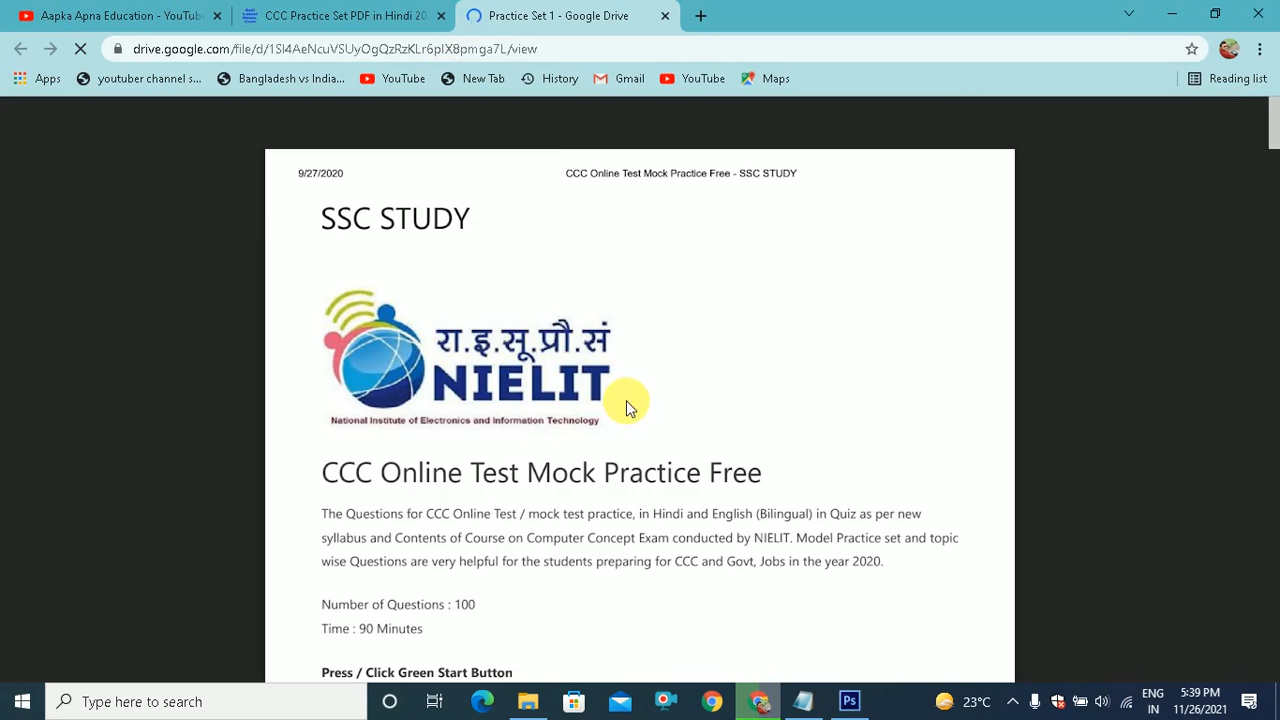 Aapka Apna Education - YouTube
CCC Practice Set PDF in Hindi 20
Practice Set 1 - Google Drive
drive.google.com/file/d/1Sl4AeNcuVSUyOgQzRzKLr6plX8pmga7L/view
Apps
youtuber channel s...
Bangladesh vs India...
YouTube
New Tab
History
Gmail
YouTube
Maps
Reading list
9/27/2020
CCC Online Test Mock Practice Free - SSC STUDY
SSC STUDY
रा.इ.सू.प्रौ.सं
NIELIT
National Institute of Electronics and Information Technology
CCC Online Test Mock Practice Free
The Questions for CCC Online Test / mock test practice, in Hindi and English (Bilingual) in Quiz as per new
syllabus and Contents of Course on Computer Concept Exam conducted by NIELIT. Model Practice set and topic
wise Questions are very helpful for the students preparing for CCC and Govt, Jobs in the year 2020.
Number of Questions : 100
Time : 90 Minutes
Press / Click Green Start Button
Type here to search
Ps
23°C
ENG
IN
5:39 PM
11/26/2021